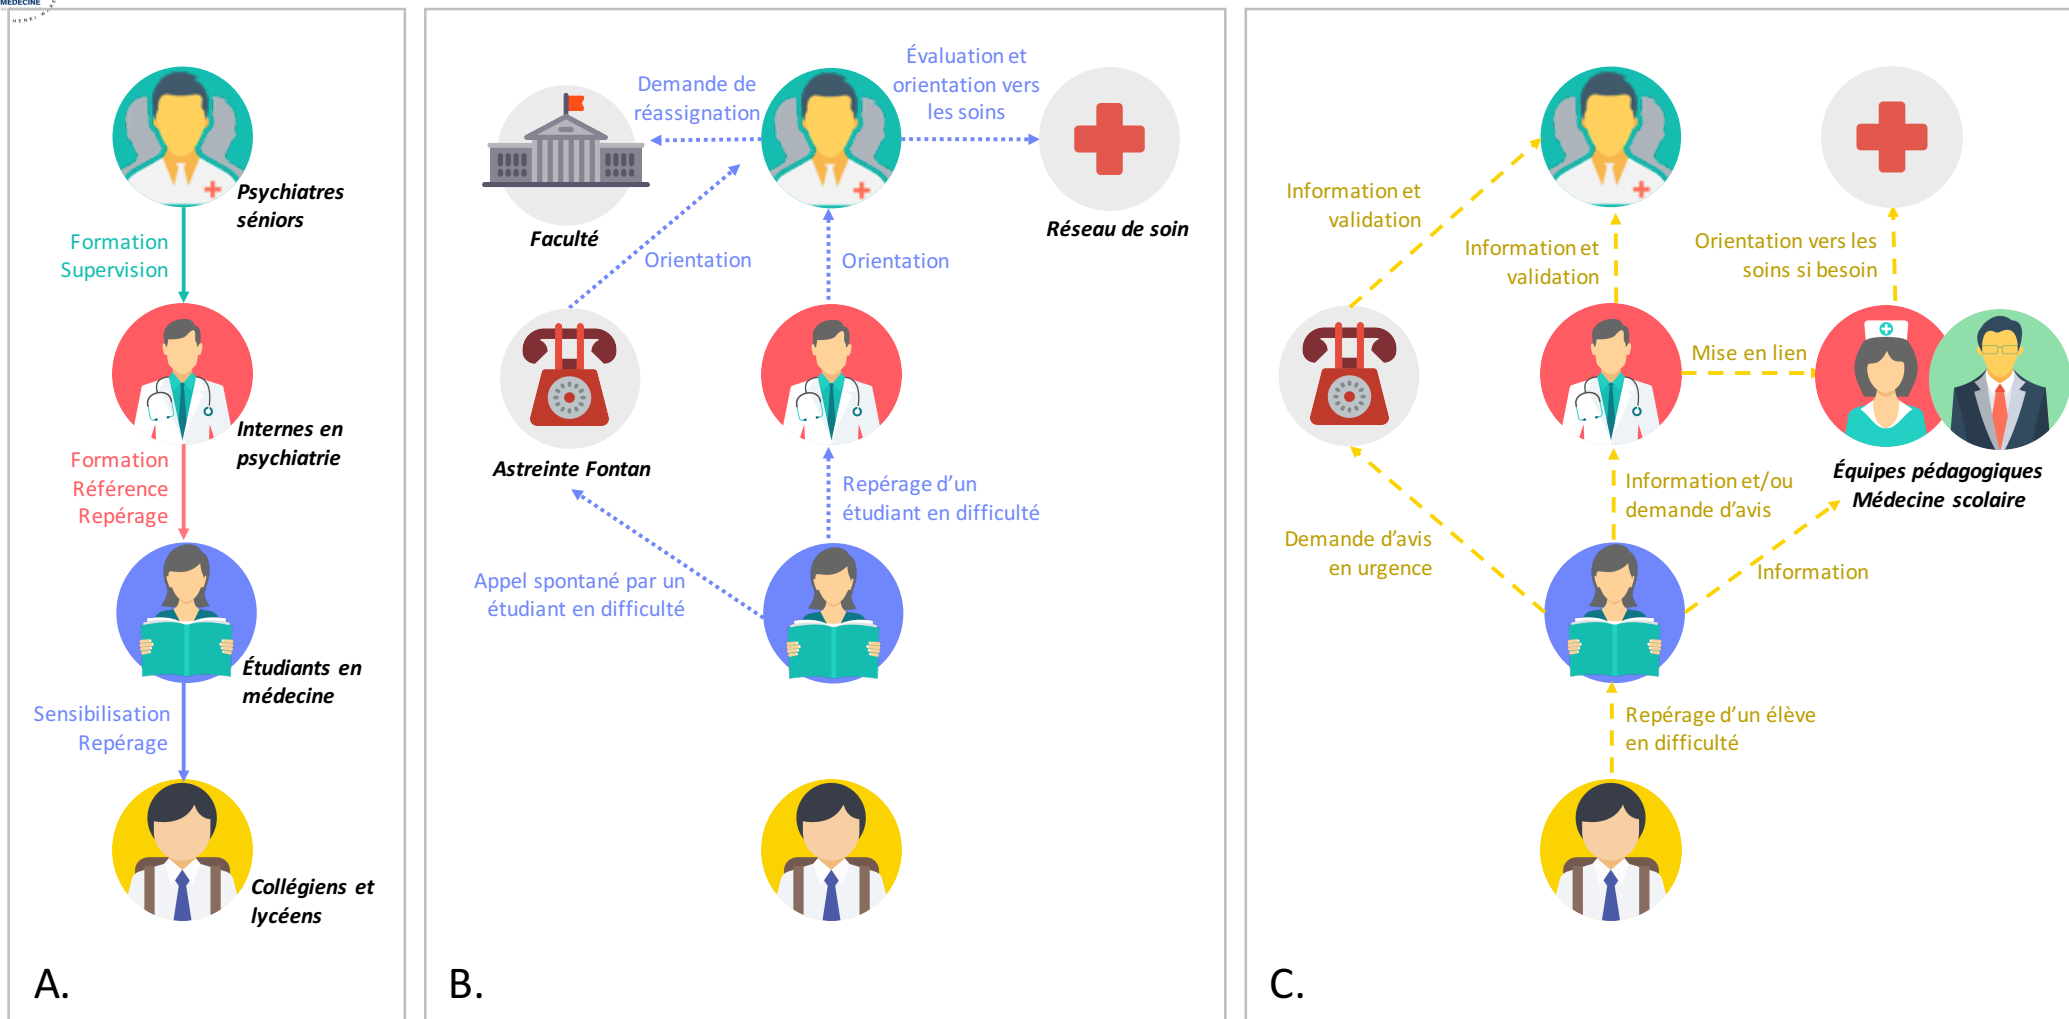 MEDECINE
HENRI
Psychiatres
séniors
Formation
Supervision
Internes en
psychiatrie
Formation
Référence
Repérage
Étudiants en
médecine
Sensibilisation
Repérage
Collégiens et
lycéens
A.
Évaluation et
orientation vers
les soins
Demande de
réassignation
Faculté
Réseau de soin
Orientation
Orientation
Astreinte Fontan
Repérage d'un
étudiant en difficulté
Appel spontané par un
étudiant en difficulté
B.
Information et
validation
Information et
validation
Orientation vers les
soins si besoin
Mise en lien
Équipes pédagogiques
Médecine scolaire
Information et/ou
demande d'avis
Demande d'avis
en urgence
Information
Repérage d'un élève
en difficulté
C.